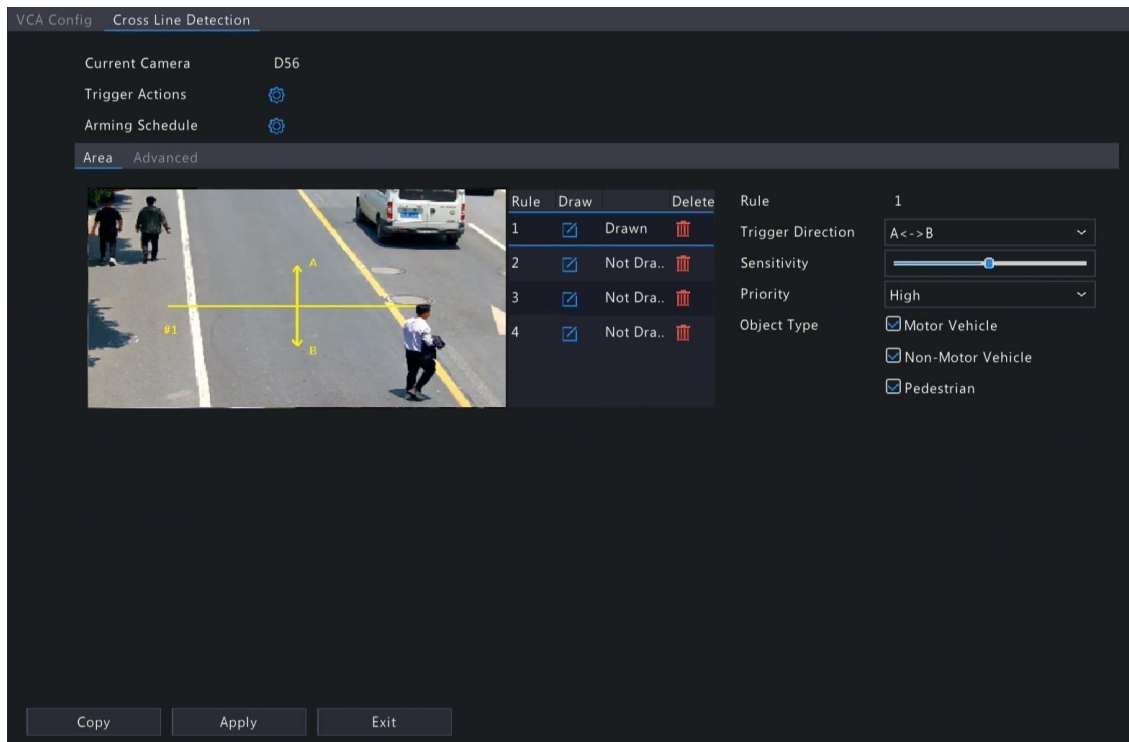 VCA Config Cross Line Detection
Current Camera D56
Trigger Actions
Arming Schedule
Area Advanced
Rule Draw Delete
1 Drawn
2 Not Dra..
3 Not Dra..
4 Not Dra..
A
#1
B
Rule 1
Trigger Direction A<->B
Sensitivity
Priority High
Object Type Motor Vehicle
Non-Motor Vehicle
Pedestrian
Copy Apply Exit